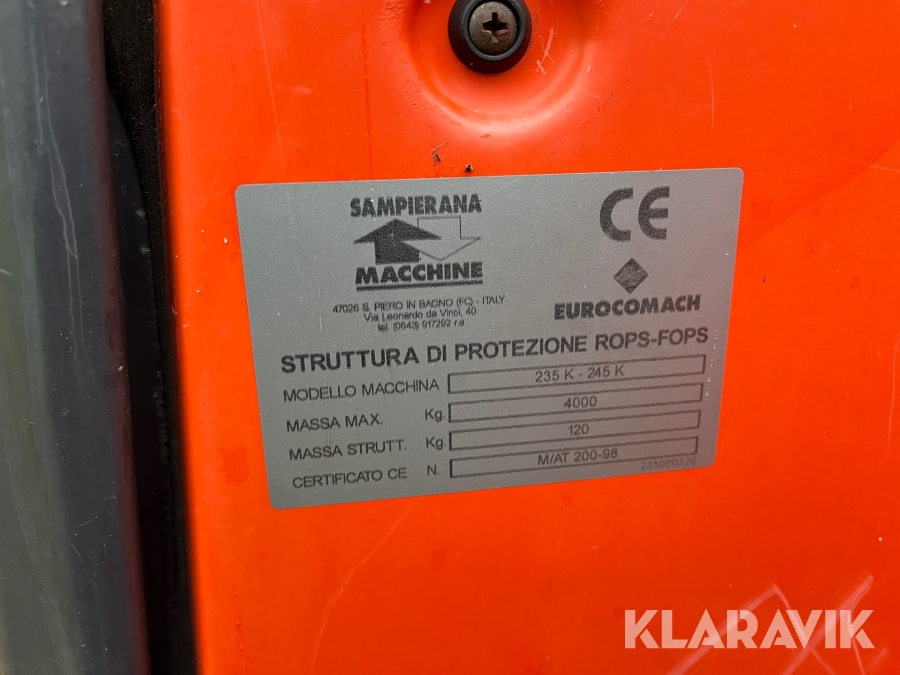 SAMPIERANA
MACCHINE
47026 S. PIERO IN BAGNO (FC) - ITALY
Via Leonardo da Vinci, 40
tel. (0543) 917292 r.a
CE
EUROCOMACH
STRUTTURA DI PROTEZIONE ROPS-FOPS
MODELLO MACCHINA 235 K - 245 K
MASSA MAX. Kg. 4000
MASSA STRUTT. Kg. 120
CERTIFICATO CE N. M/AT 200-98
235000320
KLARAVIK